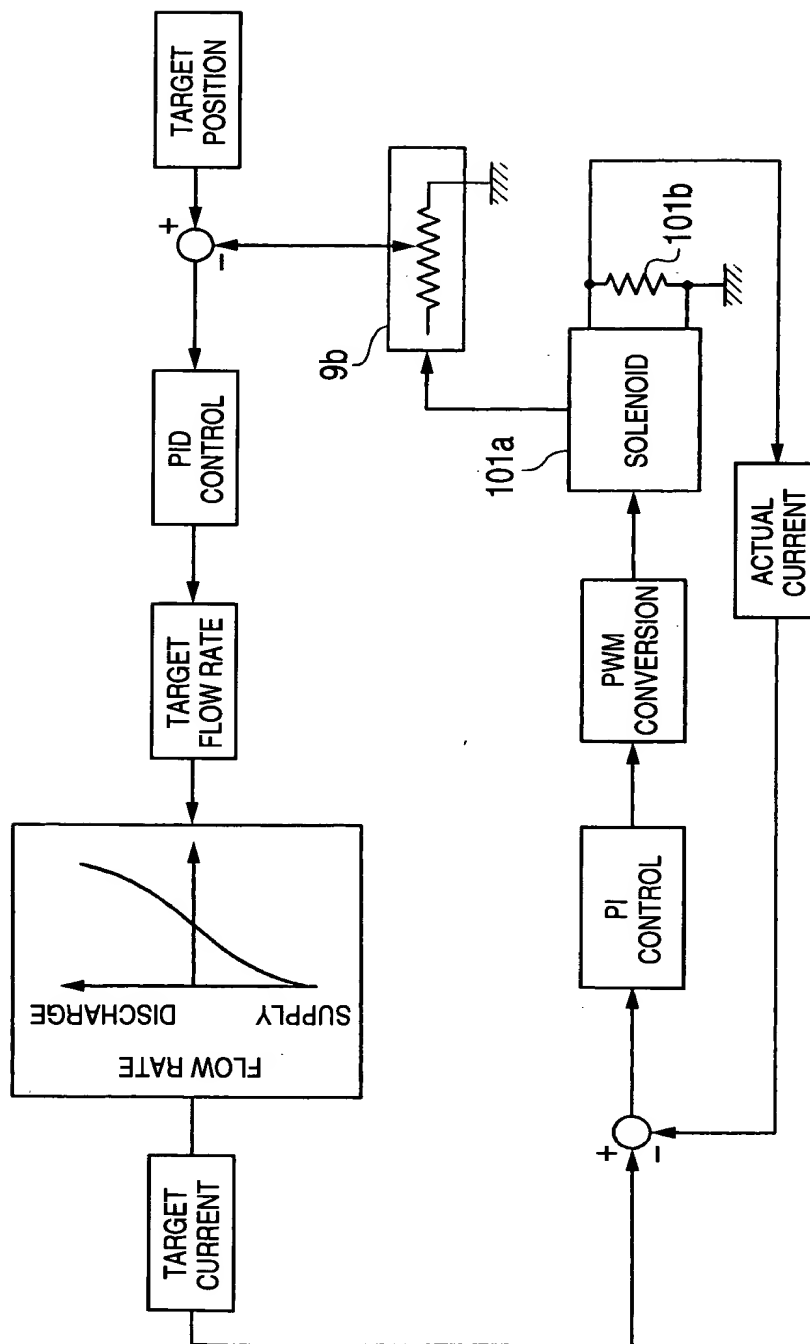 TARGET
POSITION
+
-
PID
CONTROL
TARGET
FLOW RATE
FLOW RATE
SUPPLY
DISCHARGE
TARGET
CURRENT
9b
+
-
PI
CONTROL
PWM
CONVERSION
101a
SOLENOID
101b
ACTUAL
CURRENT